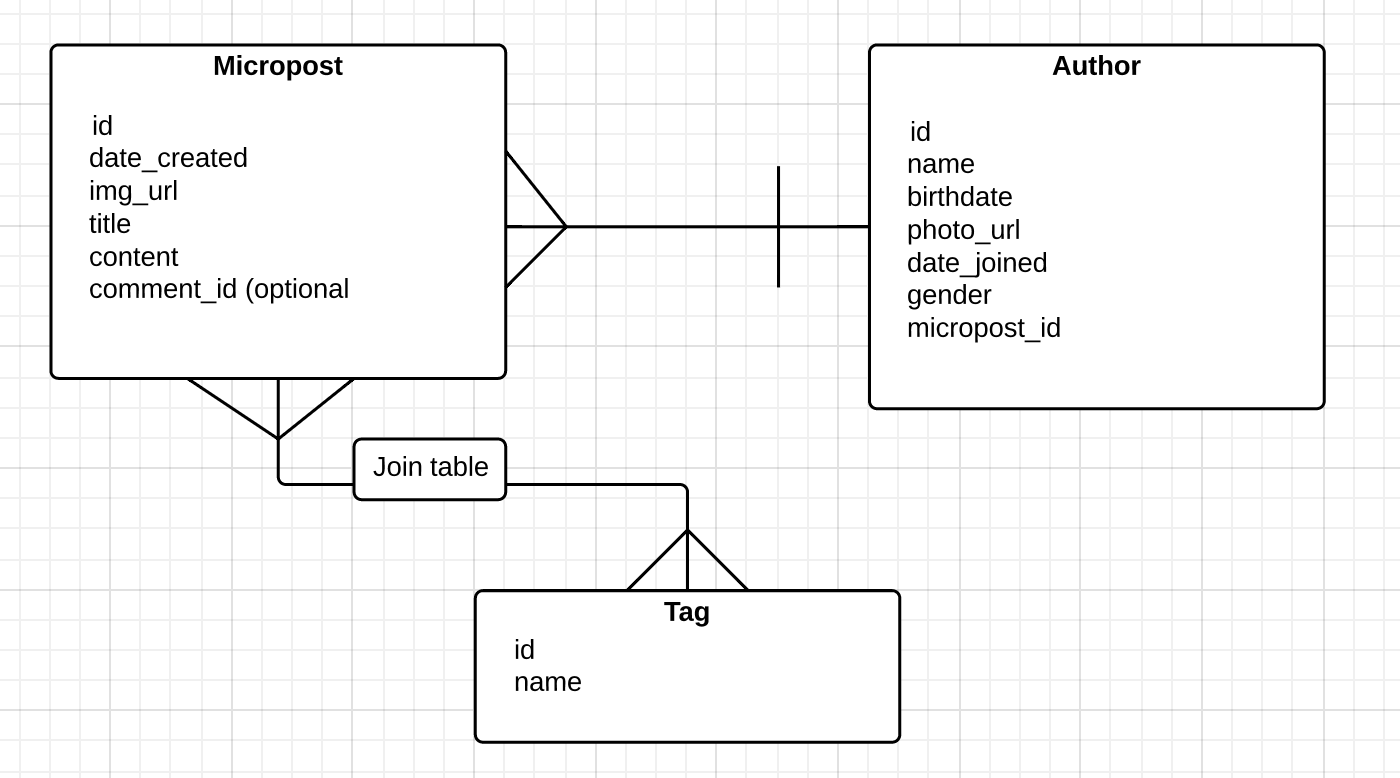 Micropost
id
date_created
img_url
title
content
comment_id (optional
Author
id
name
birthdate
photo_url
date_joined
gender
micropost_id
Join table
Tag
id
name